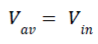 V_av = V_in